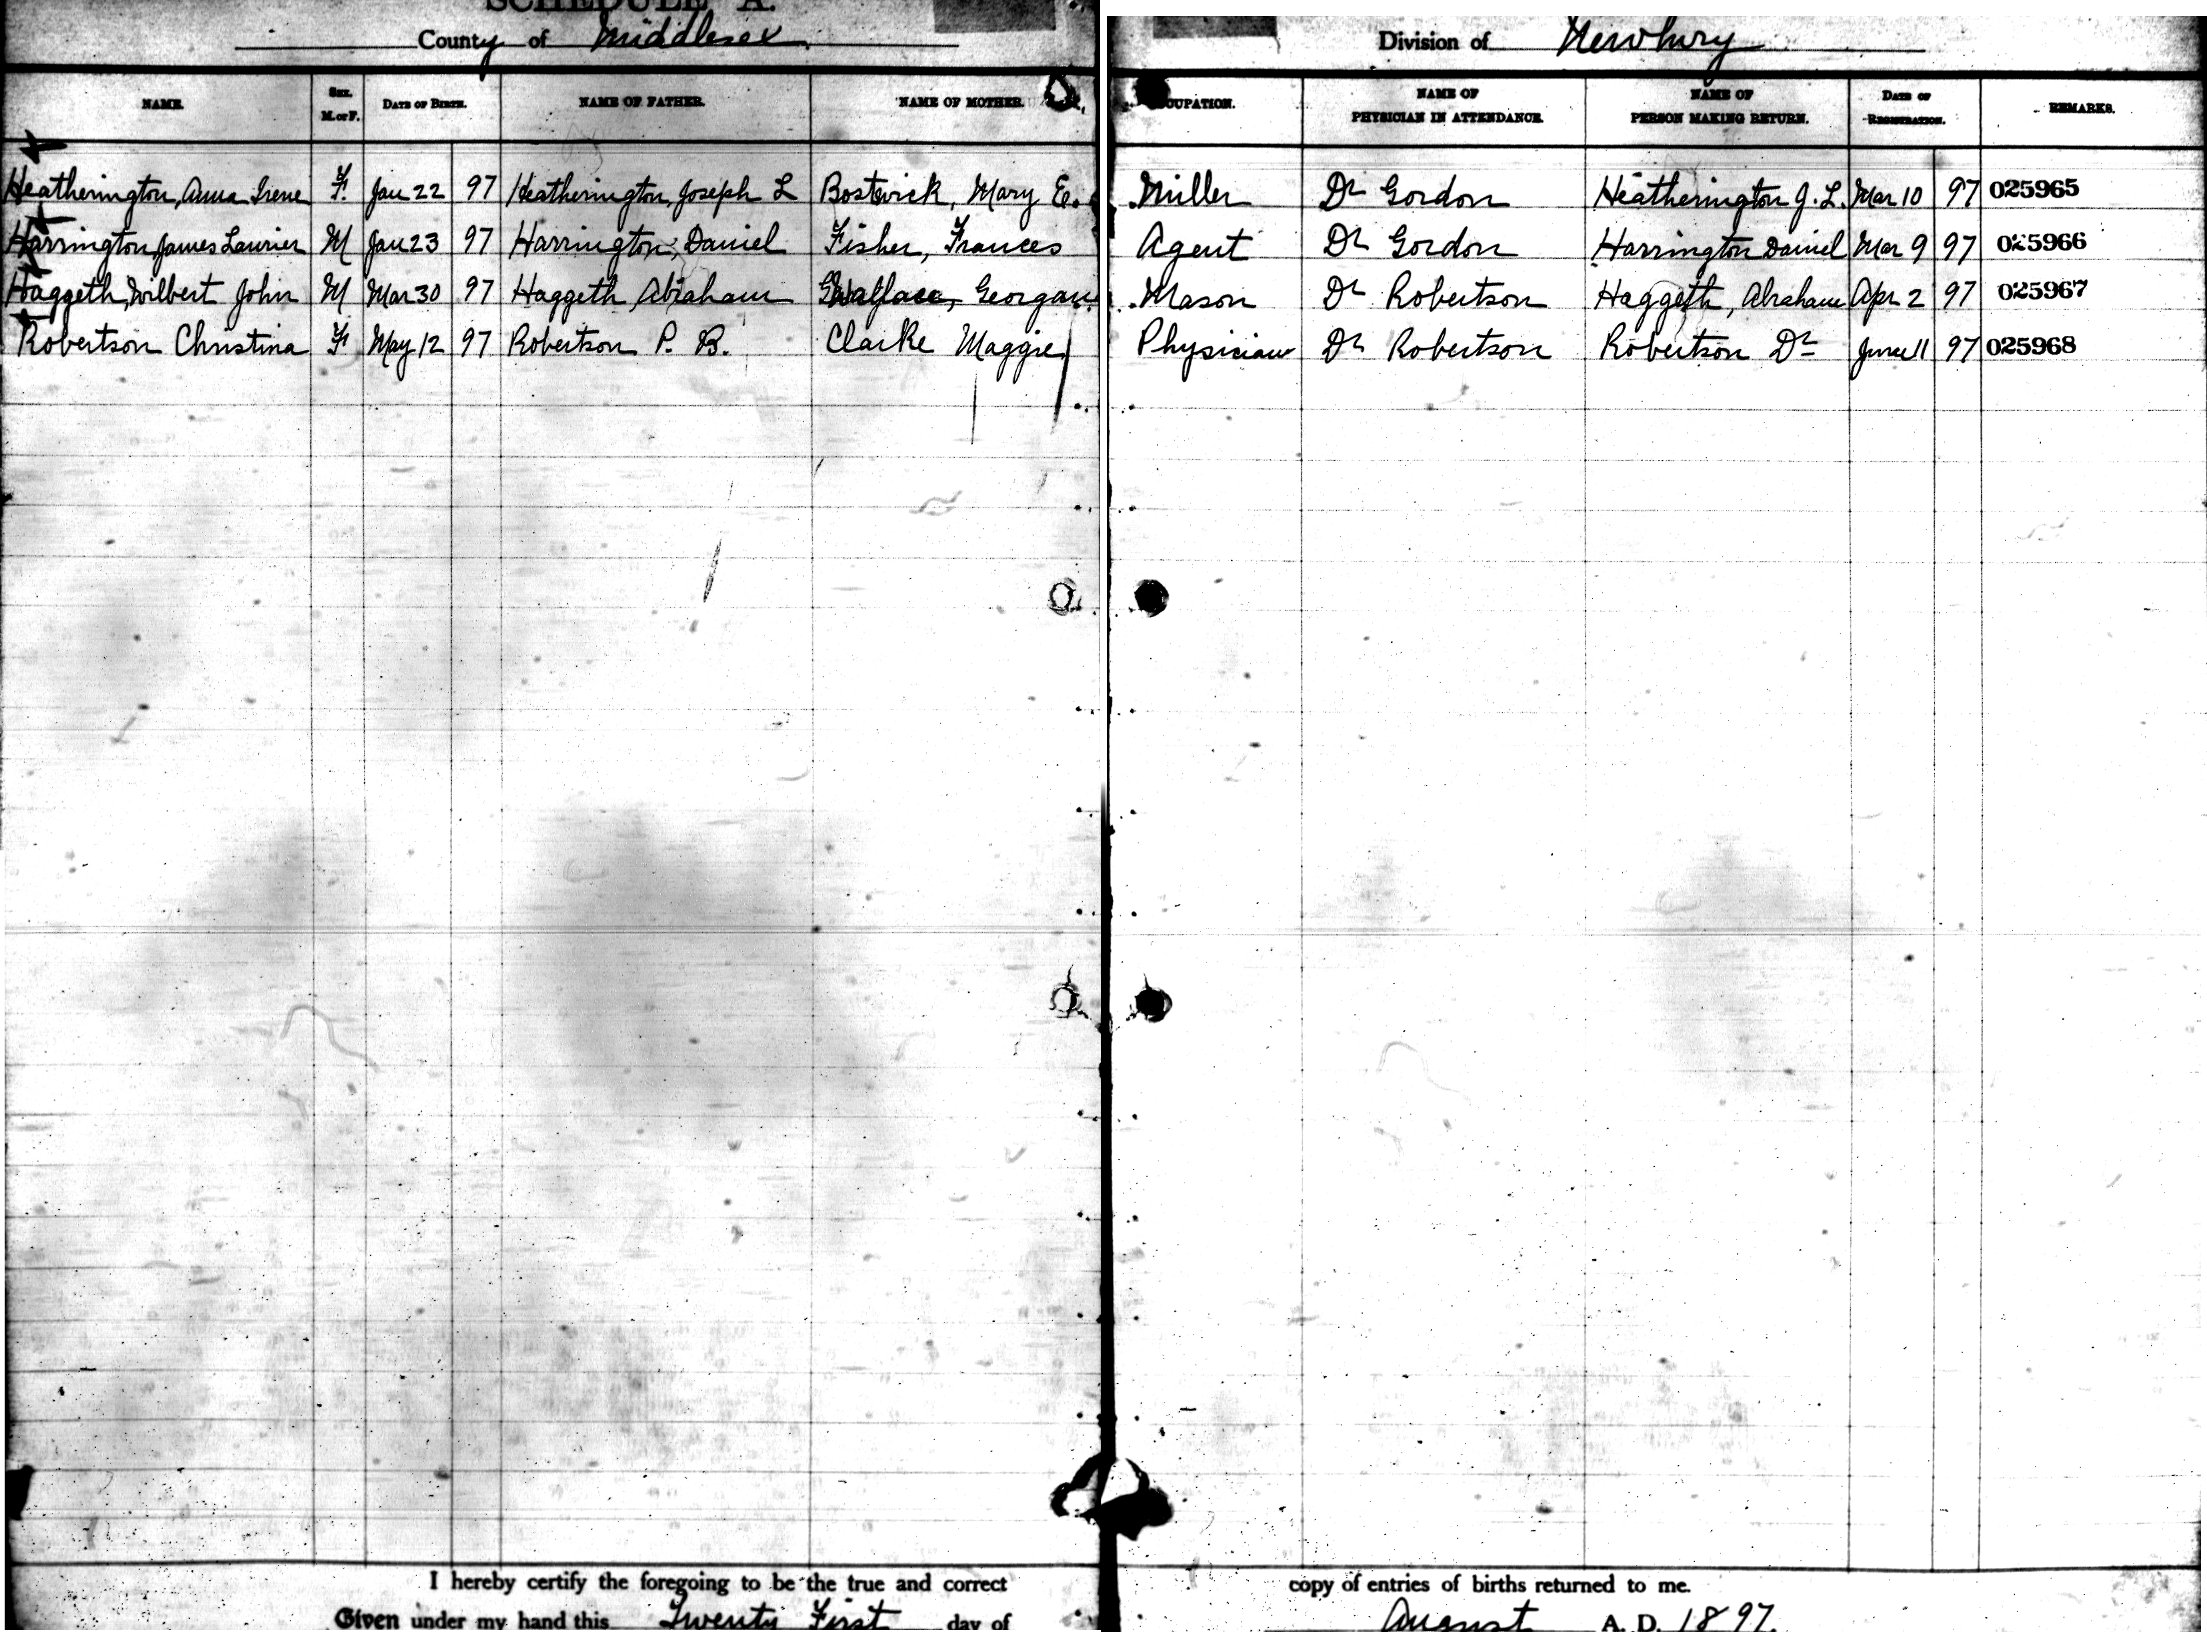 SCHEDULE A.
County of Middlesex
Division of Newbury
NAME. SEX. M. or F. DATE OF BIRTH. NAME OF FATHER. NAME OF MOTHER. OCCUPATION. NAME OF PHYSICIAN IN ATTENDANCE. NAME OF PERSON MAKING RETURN. DATE OF REGISTRATION. REMARKS.
Heatherington, Anna Irene F. Jan 22 97 Heatherington, Joseph L Bostwick, Mary E. Miller Dr Gordon Heatherington J. L. Mar 10 97 025965
Harrington, James Laurier M Jan 23 97 Harrington, Daniel Fisher, Frances Agent Dr Gordon Harrington Daniel Mar 9 97 025966
Haggeth, Wilbert John M Mar 30 97 Haggeth, Abraham Wallace, Georgan Mason Dr Robertson Haggeth, Abraham Apr 2 97 025967
Robertson Christina F May 12 97 Robertson P. B. Clarke Maggie Physician Dr Robertson Robertson Dr June 11 97 025968
I hereby certify the foregoing to be the true and correct copy of entries of births returned to me.
Given under my hand this Twenty First day of August A. D. 1897.